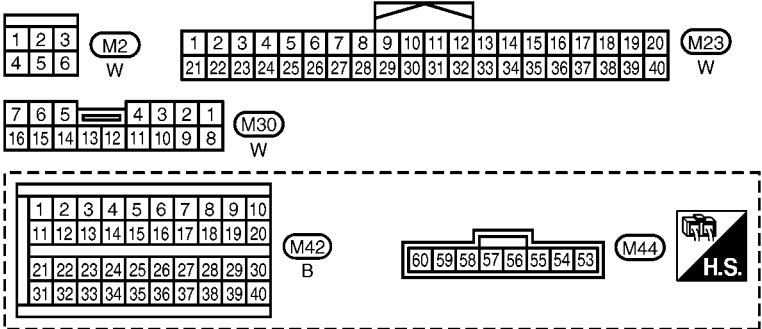 1 2 3
4 5 6
M2
W
1 2 3 4 5 6 7 8 9 10 11 12 13 14 15 16 17 18 19 20
21 22 23 24 25 26 27 28 29 30 31 32 33 34 35 36 37 38 39 40
M23
W
7 6 5 4 3 2 1
16 15 14 13 12 11 10 9 8
M30
W
1 2 3 4 5 6 7 8 9 10
11 12 13 14 15 16 17 18 19 20
21 22 23 24 25 26 27 28 29 30
31 32 33 34 35 36 37 38 39 40
M42
B
60 59 58 57 56 55 54 53
M44
H.S.